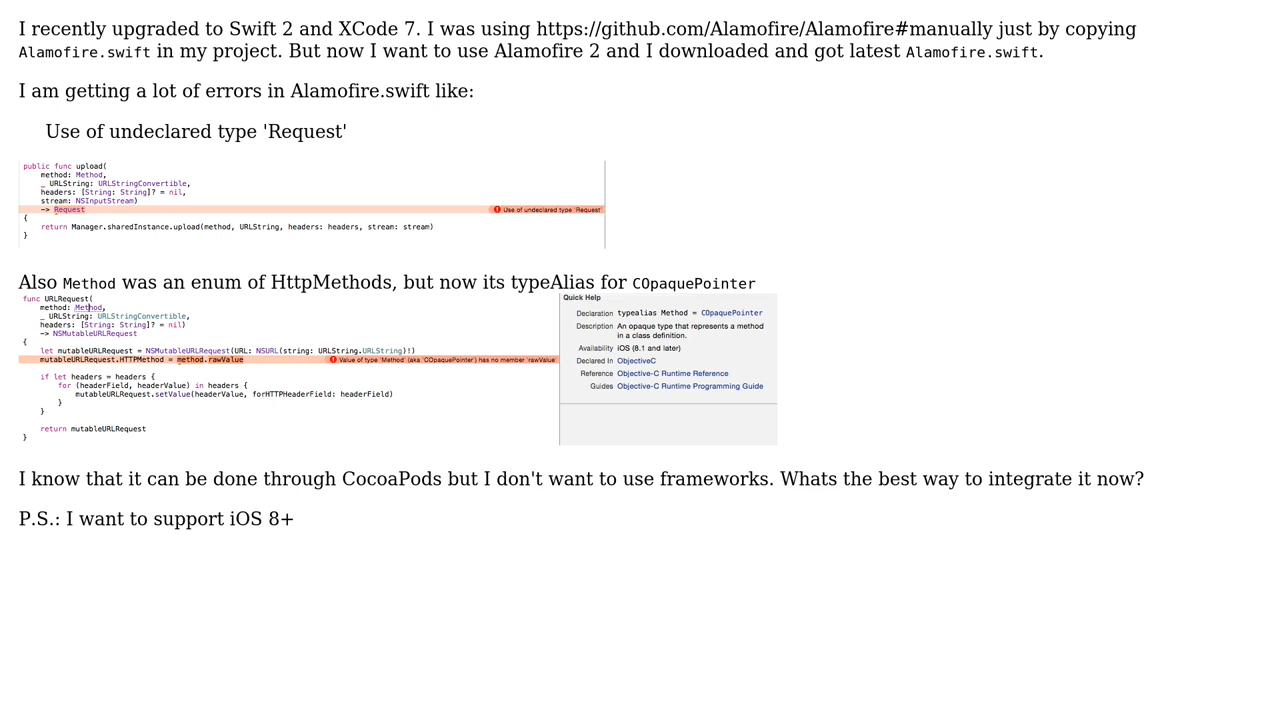 I recently upgraded to Swift 2 and XCode 7. I was using https://github.com/Alamofire/Alamofire#manually just by copying
Alamofire.swift in my project. But now I want to use Alamofire 2 and I downloaded and got latest Alamofire.swift.
I am getting a lot of errors in Alamofire.swift like:
Use of undeclared type 'Request'
public func upload(
method: Method,
_ URLString: URLStringConvertible,
headers: [String: String]? = nil,
stream: NSInputStream)
-> Request
Use of undeclared type 'Request'
{
return Manager.sharedInstance.upload(method, URLString, headers: headers, stream: stream)
}
Also Method was an enum of HttpMethods, but now its typeAlias for COpaquePointer
func URLRequest(
method: Method,
_ URLString: URLStringConvertible,
headers: [String: String]? = nil)
-> NSMutableURLRequest
{
let mutableURLRequest = NSMutableURLRequest(URL: NSURL(string: URLString.URLString)!)
mutableURLRequest.HTTPMethod = method.rawValue
Value of type 'Method' (aka 'COpaquePointer') has no member 'rawValue'
if let headers = headers {
for (headerField, headerValue) in headers {
mutableURLRequest.setValue(headerValue, forHTTPHeaderField: headerField)
}
}
return mutableURLRequest
}
Quick Help
Declaration typealias Method = COpaquePointer
Description An opaque type that represents a method
in a class definition.
Availability iOS (8.1 and later)
Declared In ObjectiveC
Reference Objective-C Runtime Reference
Guides Objective-C Runtime Programming Guide
I know that it can be done through CocoaPods but I don't want to use frameworks. Whats the best way to integrate it now?
P.S.: I want to support iOS 8+